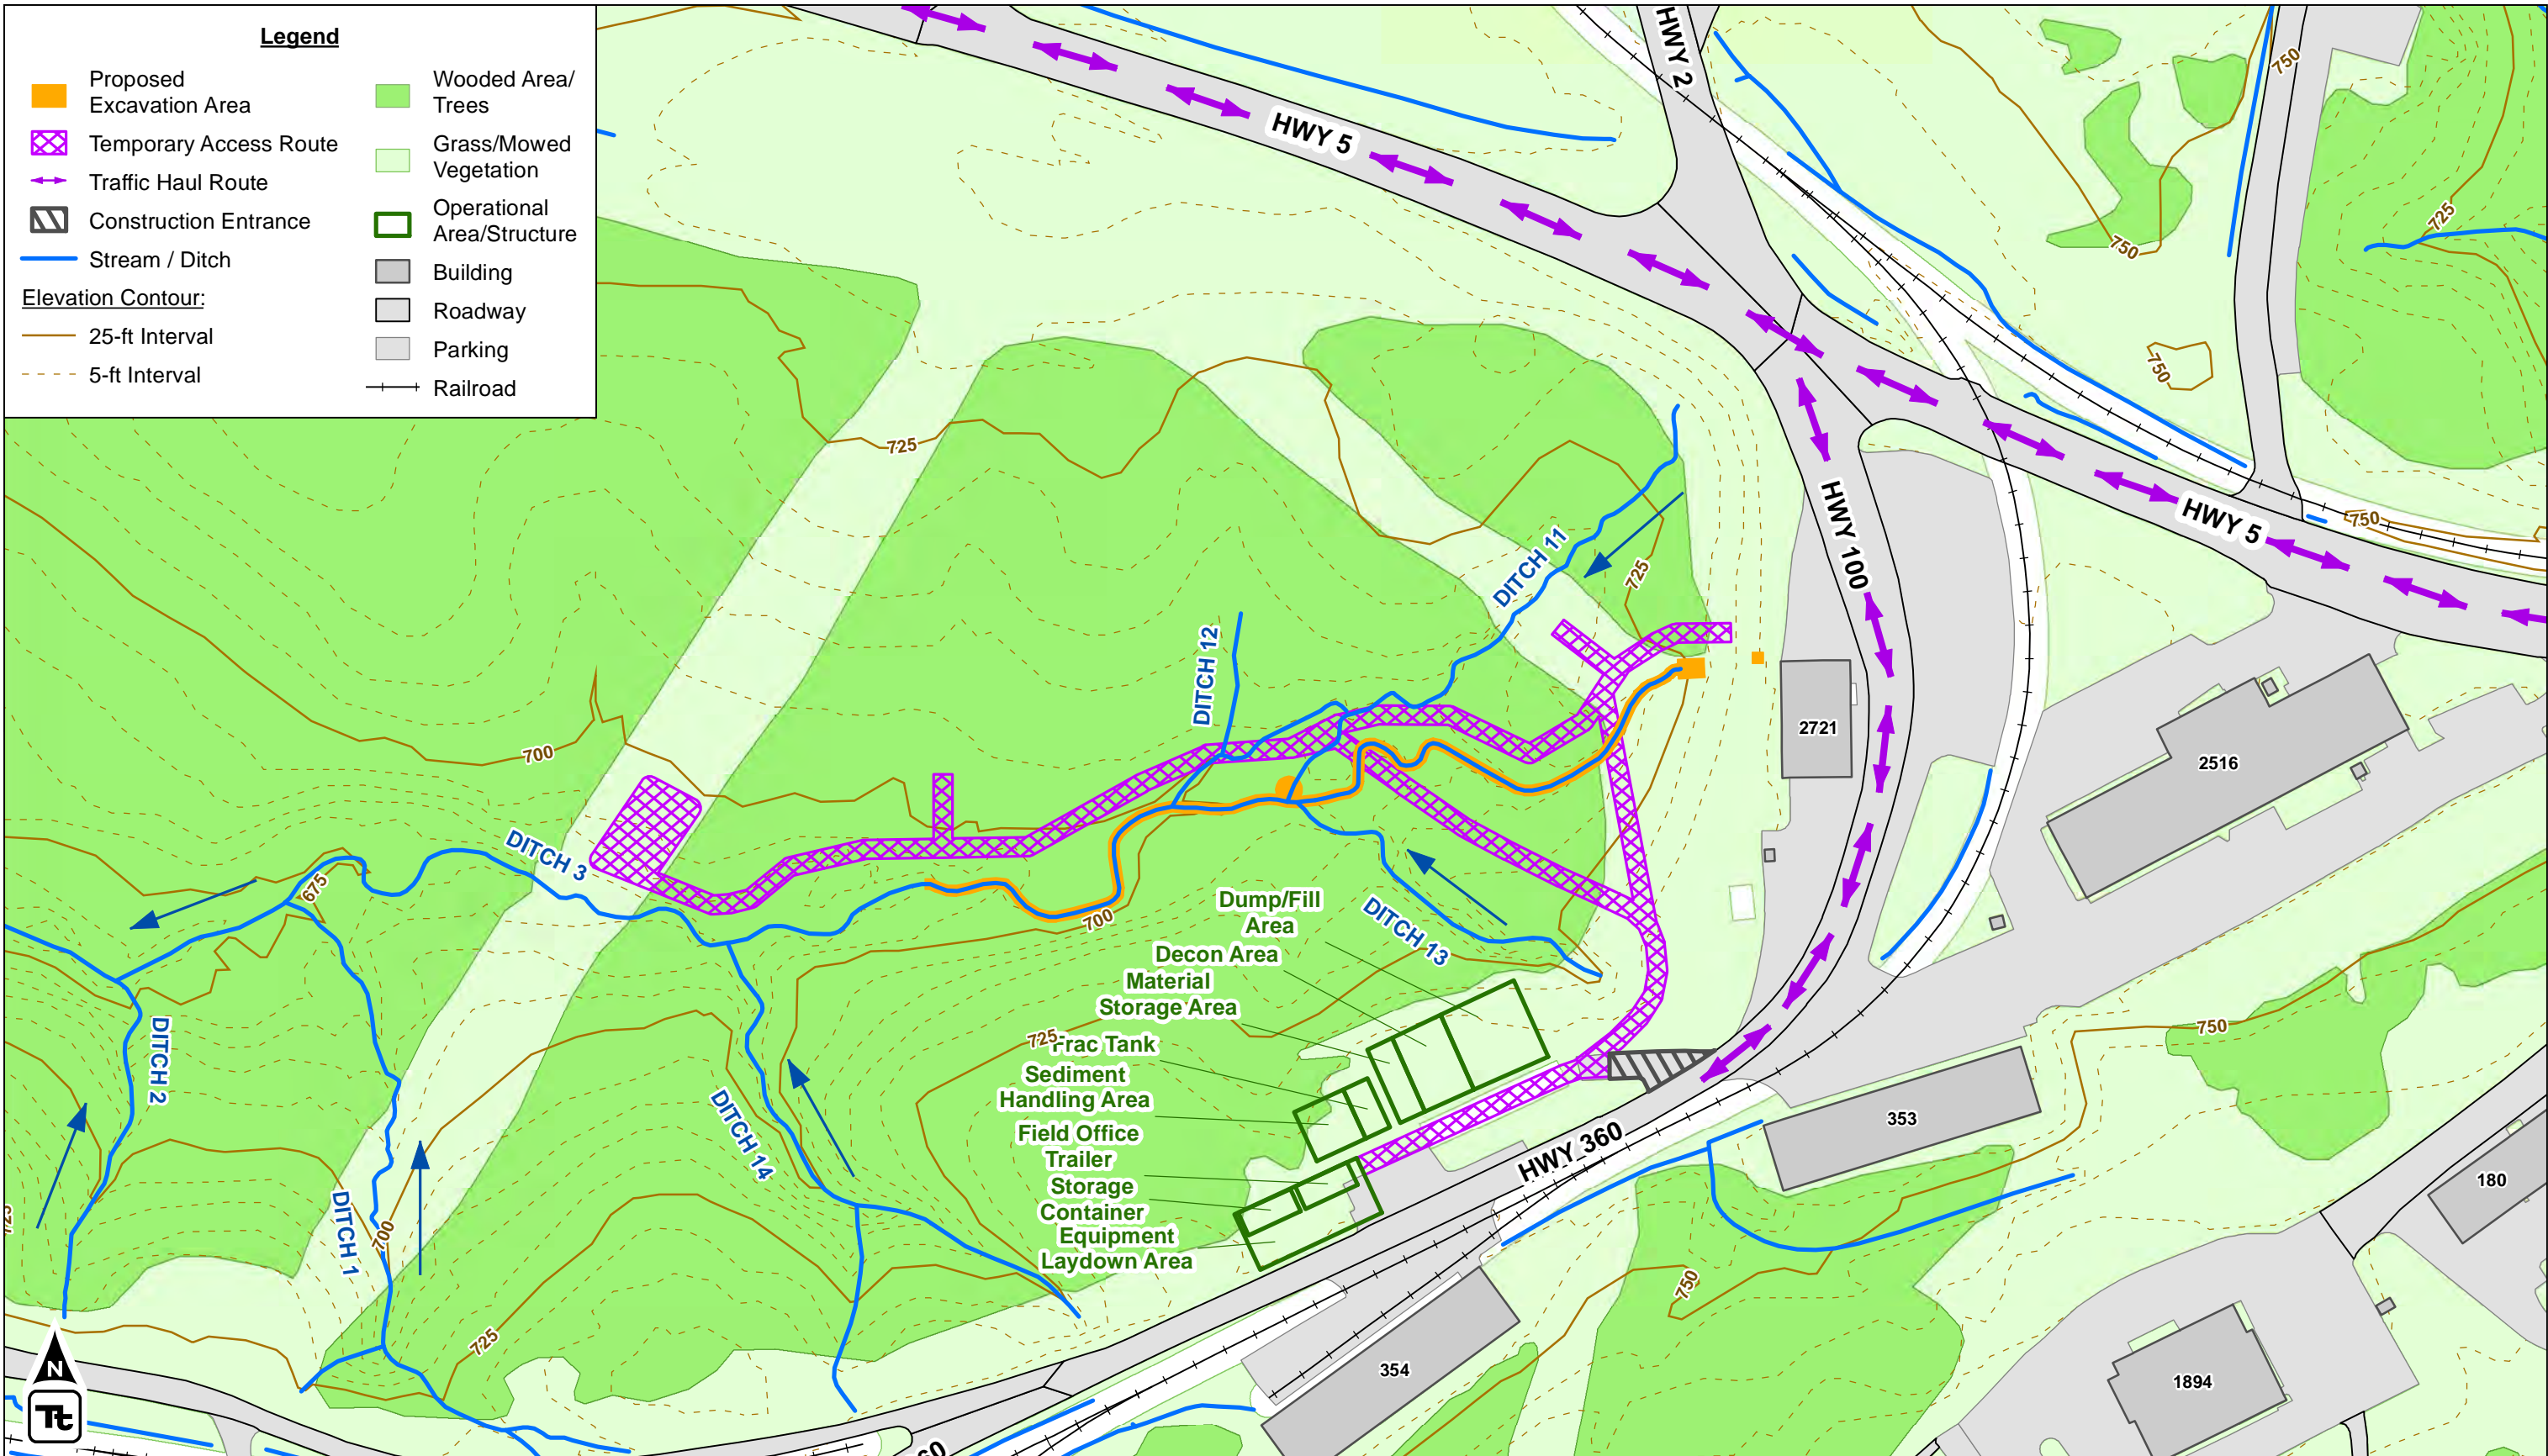 Legend
Proposed
Excavation Area
Temporary Access Route
Traffic Haul Route
Construction Entrance
Stream / Ditch
Elevation Contour:
25-ft Interval
5-ft Interval
Wooded Area/
Trees
Grass/Mowed
Vegetation
Operational
Area/Structure
Building
Roadway
Parking
Railroad
HWY 2
HWY 5
750
725
750
750
725
HWY 5
750
HWY 100
DITCH 11
725
DITCH 12
700
2721
2516
DITCH 3
675
700
Dump/Fill
Area
Decon Area
Material
Storage Area
DITCH 13
725
Frac Tank
Sediment
Handling Area
Field Office
Trailer
Storage
Container
Equipment
Laydown Area
DITCH 2
DITCH 14
DITCH 1
700
725
725
750
353
HWY 360
180
750
354
1894
60
N
Tt